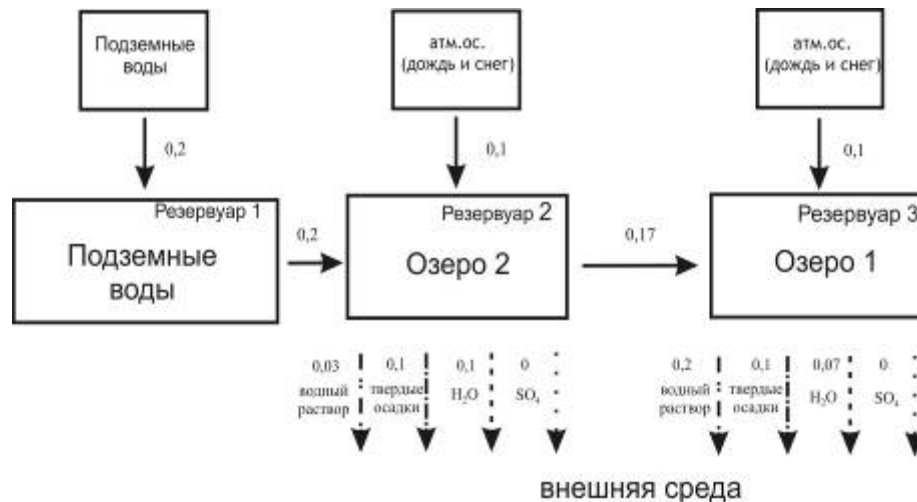 Подземные
воды
атм.ос.
(дождь и снег)
атм.ос.
(дождь и снег)
0,2
0,1
0,1
Резервуар 1
Подземные
воды
0,2
Резервуар 2
Озеро 2
0,17
Резервуар 3
Озеро 1
0,03
водный
раствор
0,1
твердые
осадки
0,1
H₂O
0
SO₄
0,2
водный
раствор
0,1
твердые
осадки
0,07
H₂O
0
SO₄
внешняя среда